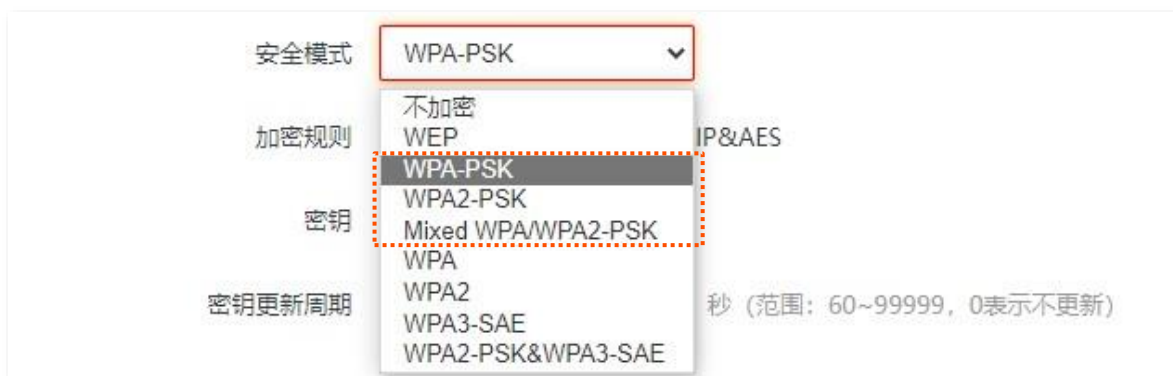 安全模式 WPA-PSK
不加密
加密规则 WEP IP&AES
WPA-PSK
WPA2-PSK
密钥 Mixed WPA/WPA2-PSK
WPA
密钥更新周期 WPA2 秒 (范围：60~99999，0表示不更新)
WPA3-SAE
WPA2-PSK&WPA3-SAE